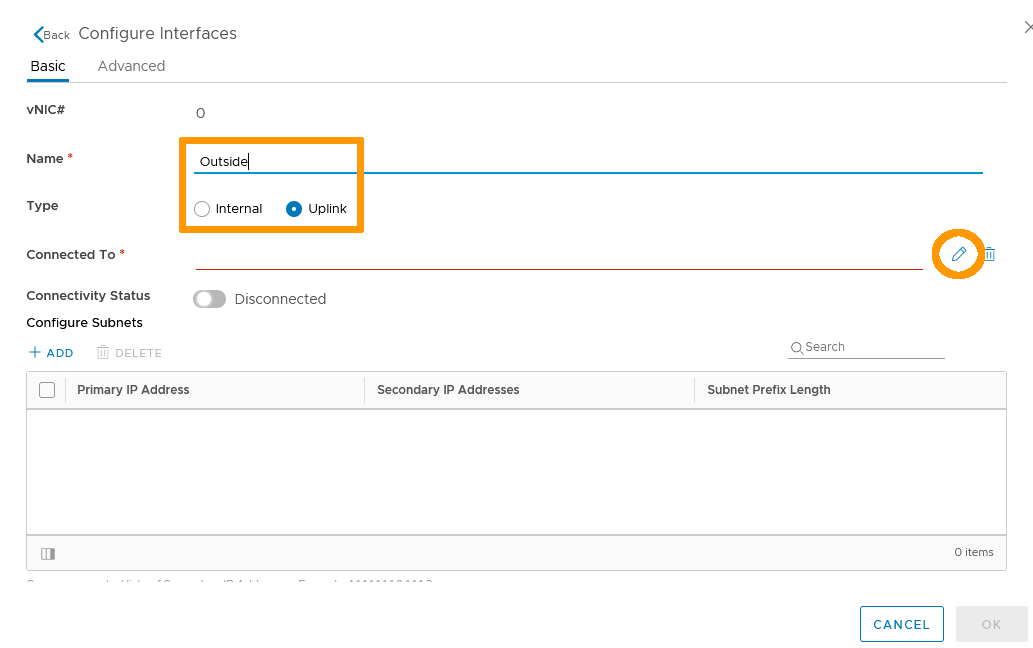 Back Configure Interfaces
Basic Advanced
vNIC# 0
Name * Outside
Type Internal Uplink
Connected To *
Connectivity Status Disconnected
Configure Subnets
ADD DELETE Search
Primary IP Address Secondary IP Addresses Subnet Prefix Length
0 items
CANCEL OK